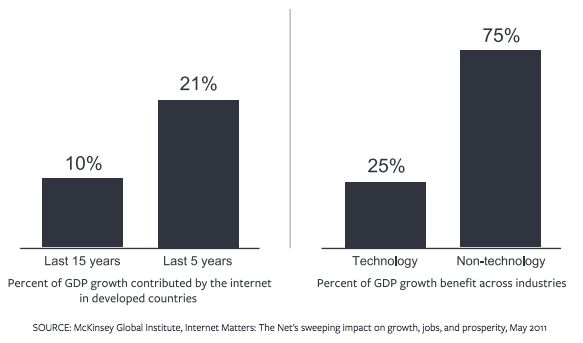 10%
21%
Last 15 years
Last 5 years
Percent of GDP growth contributed by the internet
in developed countries
25%
75%
Technology
Non-technology
Percent of GDP growth benefit across industries
SOURCE: McKinsey Global Institute, Internet Matters: The Net's sweeping impact on growth, jobs, and prosperity, May 2011